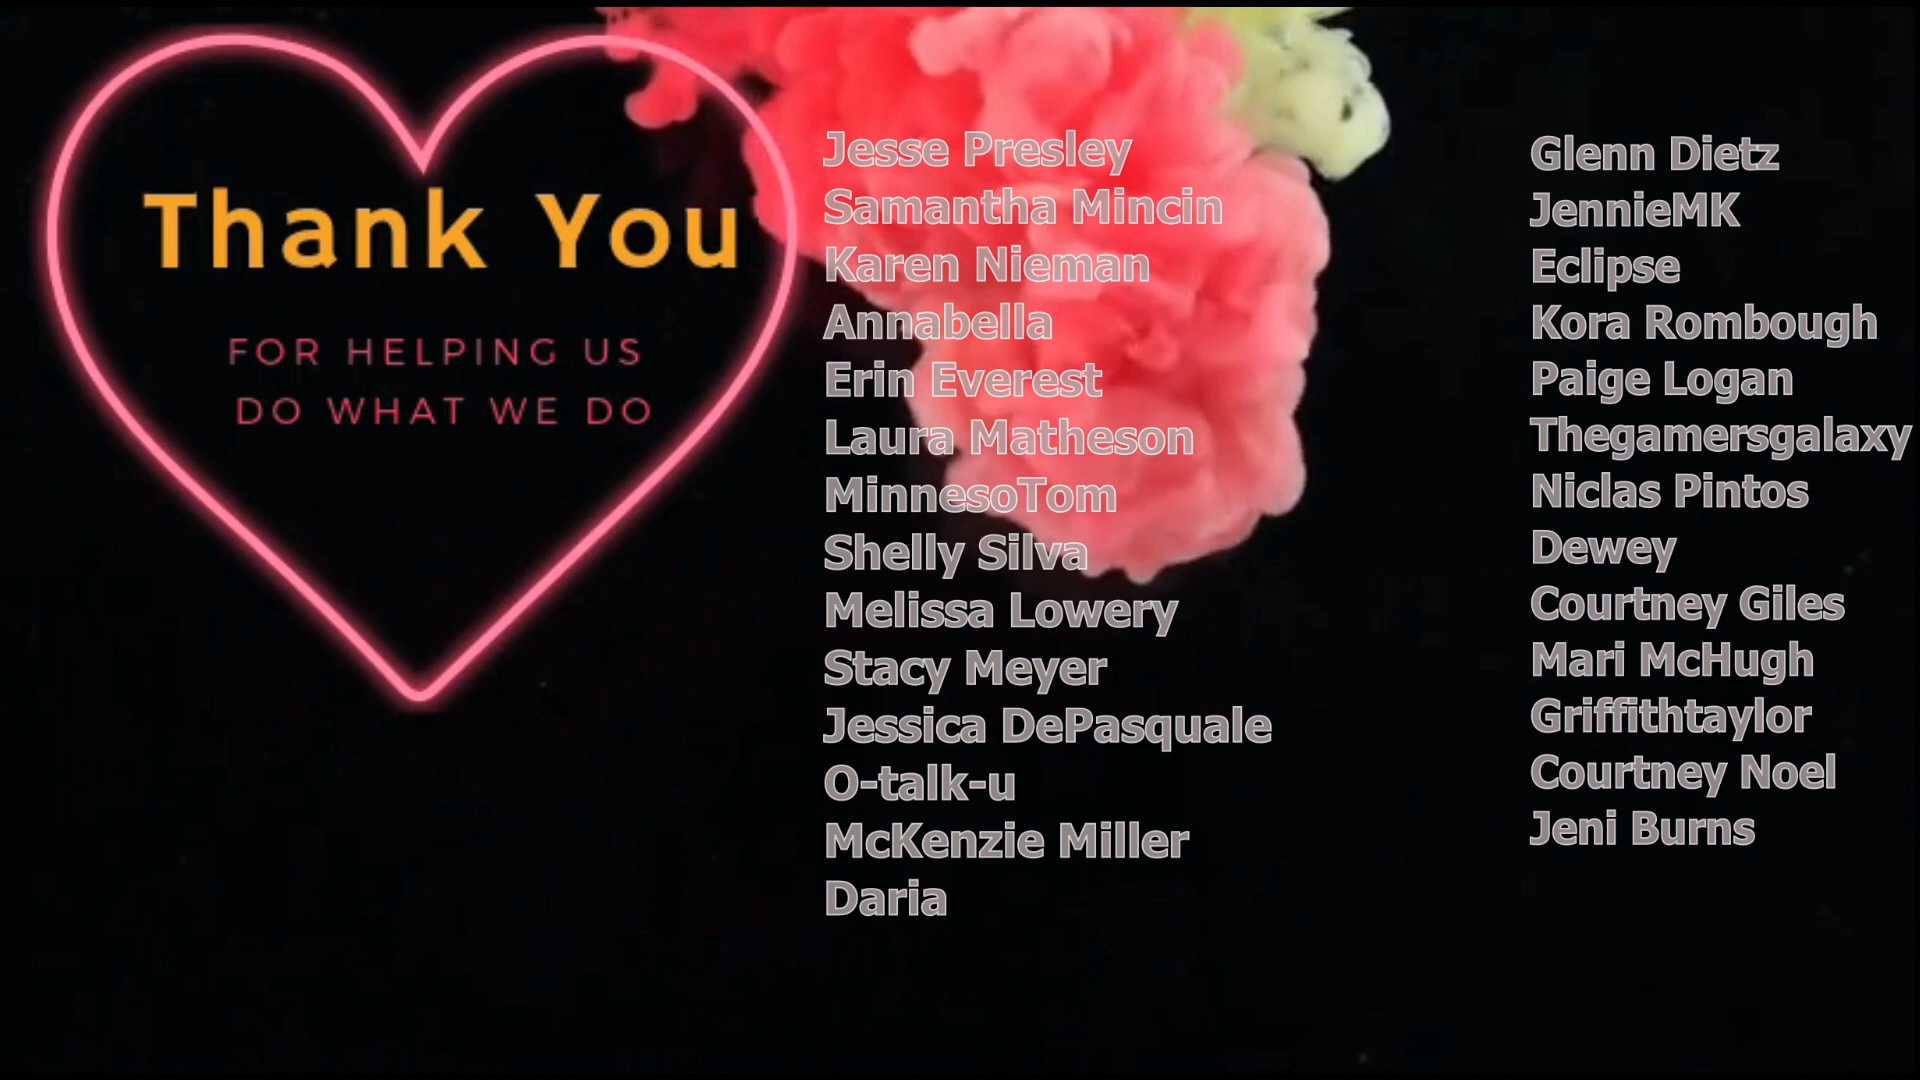 Thank You
FOR HELPING US
DO WHAT WE DO
Jesse Presley
Samantha Mincin
Karen Nieman
Annabella
Erin Everest
Laura Matheson
MinnesoTom
Shelly Silva
Melissa Lowery
Stacy Meyer
Jessica DePasquale
O-talk-u
McKenzie Miller
Daria
Glenn Dietz
JennieMK
Eclipse
Kora Rombough
Paige Logan
Thegamersgalaxy
Niclas Pintos
Dewey
Courtney Giles
Mari McHugh
Griffithtaylor
Courtney Noel
Jeni Burns